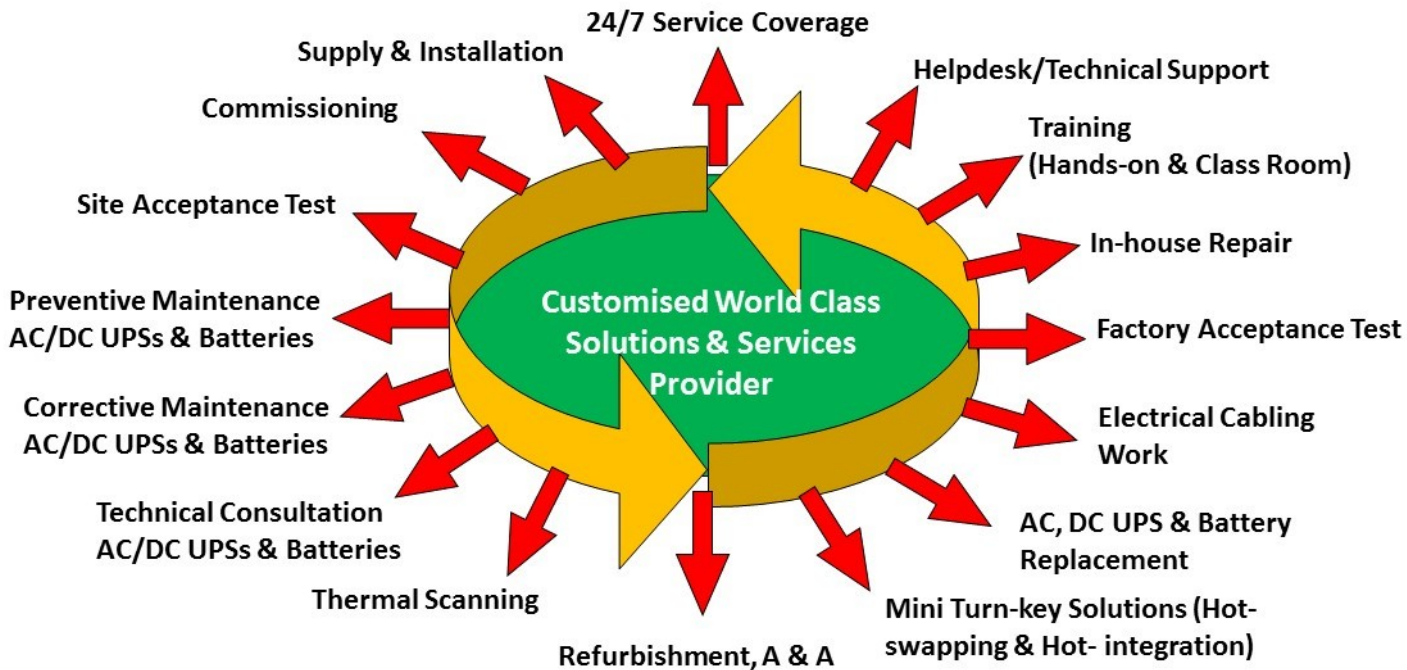 24/7 Service Coverage
Helpdesk/Technical Support
Training
(Hands-on & Class Room)
In-house Repair
Factory Acceptance Test
Electrical Cabling
Work
AC, DC UPS & Battery
Replacement
Mini Turn-key Solutions (Hot-
swapping & Hot- integration)
Refurbishment, A & A
Thermal Scanning
Technical Consultation
AC/DC UPSs & Batteries
Corrective Maintenance
AC/DC UPSs & Batteries
Preventive Maintenance
AC/DC UPSs & Batteries
Site Acceptance Test
Commissioning
Supply & Installation
Customised World Class
Solutions & Services
Provider